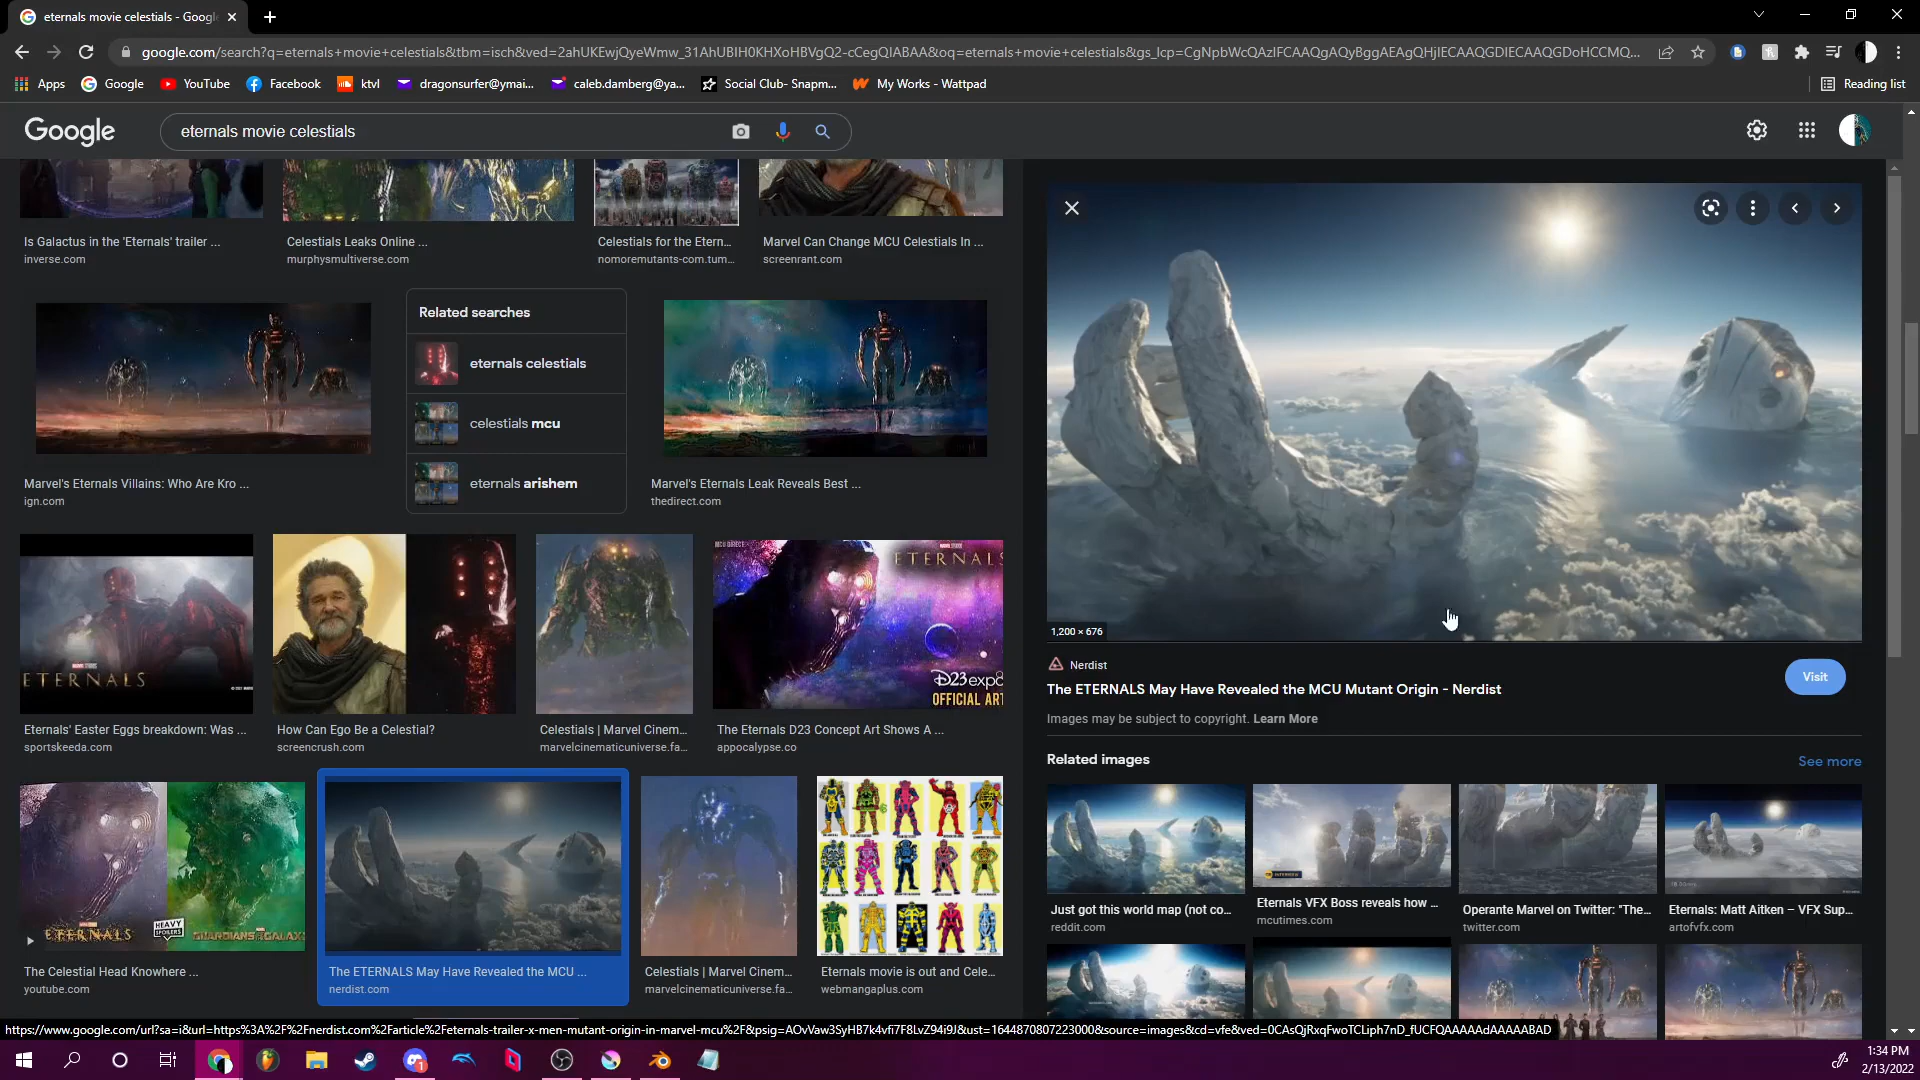 eternals movie celestials - Googl
google.com/search?q=eternals+movie+celestials&tbm=isch&ved=2ahUKEwjQyeWmw_31AhUBIH0KHXoHBVgQ2-cCegQIABAA&oq=eternals+movie+celestials&gs_lcp=CgNpbWcQAzIFCAAQgAQyBggAEAgQHjIECAAQGDIECAAQGDoHCCMQ...
Apps
Google
YouTube
Facebook
ktvl
dragonsurfer@ymai...
caleb.damberg@ya...
Social Club- Snapm...
My Works - Wattpad
Reading list
Google
eternals movie celestials
Is Galactus in the 'Eternals' trailer ...
inverse.com
Celestials Leaks Online ...
murphysmultiverse.com
Celestials for the Etern...
nomoremutants-com.tum...
Marvel Can Change MCU Celestials In ...
screenrant.com
Marvel's Eternals Villains: Who Are Kro ...
ign.com
Related searches
eternals celestials
celestials mcu
eternals arishem
Marvel's Eternals Leak Reveals Best ...
thedirect.com
ETERNALS
Eternals' Easter Eggs breakdown: Was ...
sportskeeda.com
How Can Ego Be a Celestial?
screencrush.com
Celestials | Marvel Cinem...
marvelcinematicuniverse.fa...
ETERNALS
D23 expo
OFFICIAL ART
The Eternals D23 Concept Art Shows A ...
appocalypse.co
ETERNALS
HEAVY SPOILERS
The Celestial Head Knowhere ...
youtube.com
The ETERNALS May Have Revealed the MCU ...
nerdist.com
Celestials | Marvel Cinem...
marvelcinematicuniverse.fa...
Eternals movie is out and Cele...
webmangaplus.com
1,200 × 676
Nerdist
The ETERNALS May Have Revealed the MCU Mutant Origin - Nerdist
Visit
Images may be subject to copyright. Learn More
Related images
See more
Just got this world map (not co...
reddit.com
Eternals VFX Boss reveals how ...
mcutimes.com
Operante Marvel on Twitter: "The...
twitter.com
Eternals: Matt Aitken – VFX Sup...
artofvfx.com
https://www.google.com/url?sa=i&url=https%3A%2F%2Fnerdist.com%2Farticle%2Feternals-trailer-x-men-mutant-origin-in-marvel-mcu%2F&psig=AOvVaw3SyHB7k4vfi7F8LvZ94i9J&ust=1644870807223000&source=images&cd=vfe&ved=0CAsQjRxqFwoTCLiph7nD_fUCFQAAAAAdAAAAABAD
1:34 PM
2/13/2022